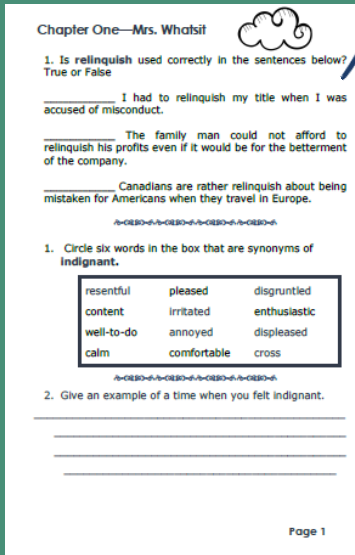 Chapter One—Mrs. Whatsit
1. Is relinquish used correctly in the sentences below?
True or False
____________ I had to relinquish my title when I was
accused of misconduct.
____________ The family man could not afford to
relinquish his profits even if it would be for the betterment
of the company.
____________ Canadians are rather relinquish about being
mistaken for Americans when they travel in Europe.
1. Circle six words in the box that are synonyms of
indignant.
resentful pleased disgruntled
content irritated enthusiastic
well-to-do annoyed displeased
calm comfortable cross
2. Give an example of a time when you felt indignant.
Page 1